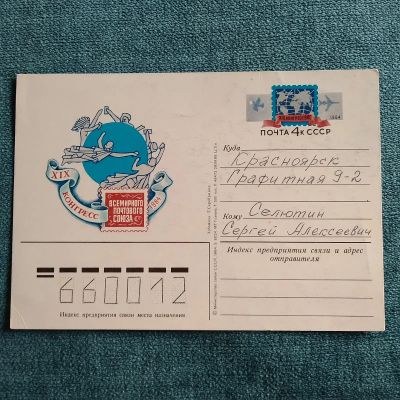 XIX
КОНГРЕСС
1984
ВСЕМИРНОГО
ПОЧТОВОГО
СОЮЗА
660012
Индекс предприятия связи места назначения
1984
ПОЧТА 4К СССР
Куда
Красноярск
Графитная 9-2
Кому Селютин
Сергей Алексеевич
Индекс предприятия связи и адрес
отправителя